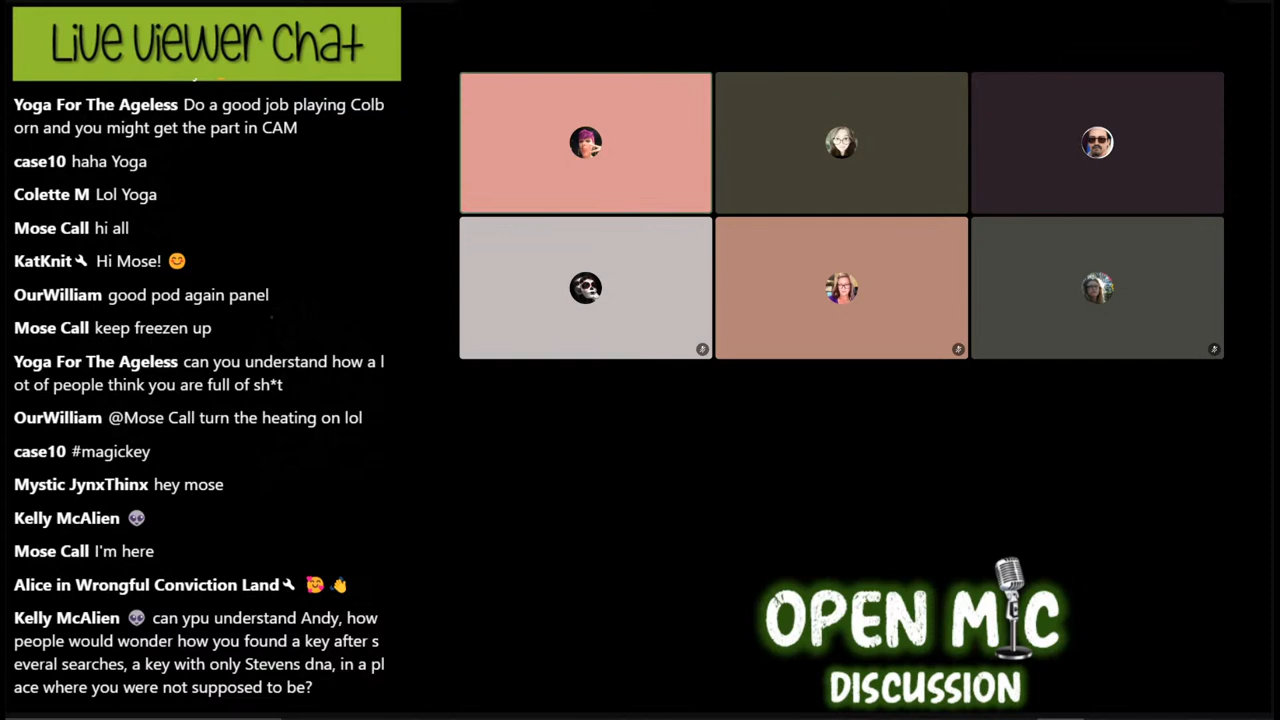 Live Viewer Chat
Yoga For The Ageless Do a good job playing Colb
orn and you might get the part in CAM
case10 haha Yoga
Colette M Lol Yoga
Mose Call hi all
KatKnit Hi Mose! 😊
OurWilliam good pod again panel
Mose Call keep freezen up
Yoga For The Ageless can you understand how a l
ot of people think you are full of sh*t
OurWilliam @Mose Call turn the heating on lol
case10 #magickey
Mystic JynxThinx hey mose
Kelly McAlien 👽
Mose Call I'm here
Alice in Wrongful Conviction Land 🥰 👋
Kelly McAlien 👽 can ypu understand Andy, how
people would wonder how you found a key after s
everal searches, a key with only Stevens dna, in a pl
ace where you were not supposed to be?
OPEN MIC
DISCUSSION